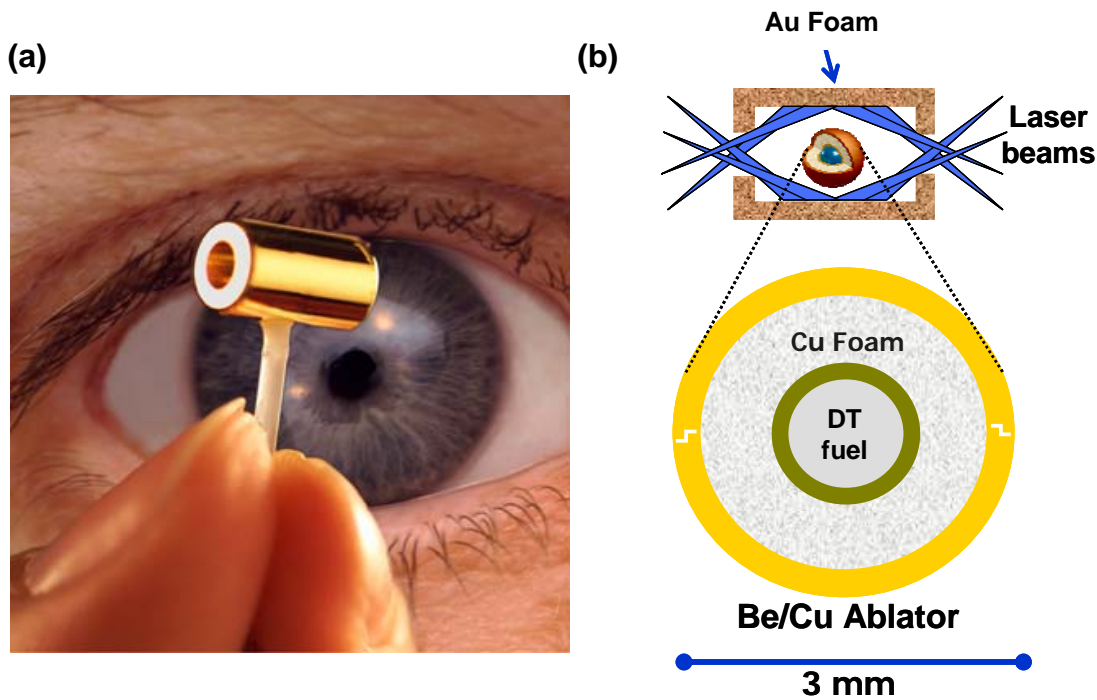 (a)
(b)
Au Foam
Laser
beams
Cu Foam
DT
fuel
Be/Cu Ablator
3 mm